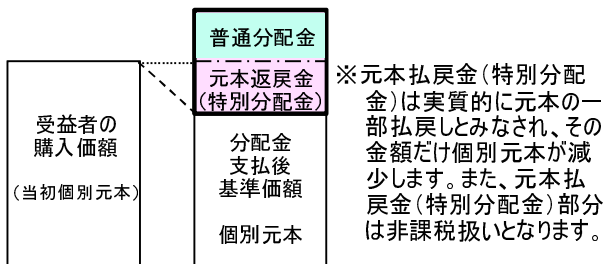 普通分配金
元本返戻金
(特別分配金)
受益者の
購入価額
(当初個別元本)
分配金
支払後
基準価額
個別元本
※元本払戻金(特別分配
金)は実質的に元本の一
部払戻しとみなされ、その
金額だけ個別元本が減
少します。また、元本払
戻金(特別分配金)部分
は非課税扱いとなります。